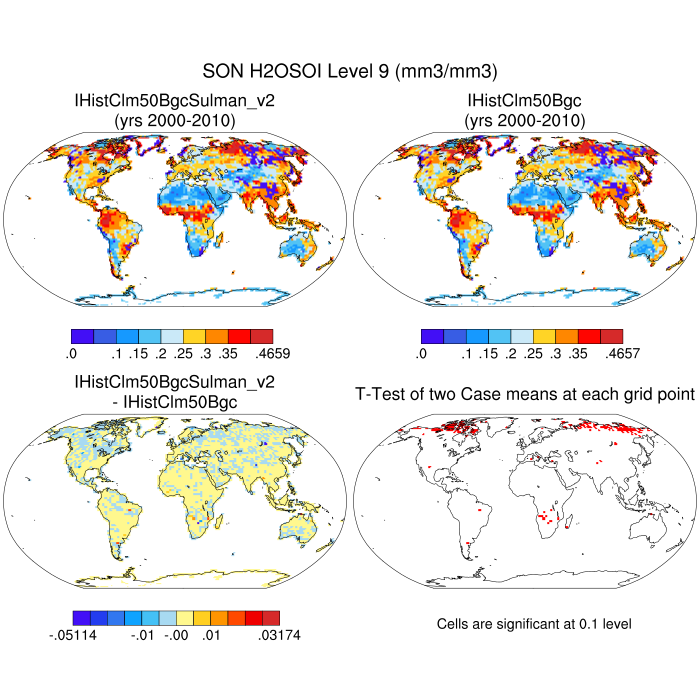 SON H2OSOI Level 9 (mm3/mm3)
IHistClm50BgcSulman_v2
(yrs 2000-2010)
IHistClm50Bgc
(yrs 2000-2010)
.0 .1 .15 .2 .25 .3 .35 .4659
.0 .1 .15 .2 .25 .3 .35 .4657
IHistClm50BgcSulman_v2
- IHistClm50Bgc
T-Test of two Case means at each grid point
-.05114 -.01 -.00 .01 .03174
Cells are significant at 0.1 level